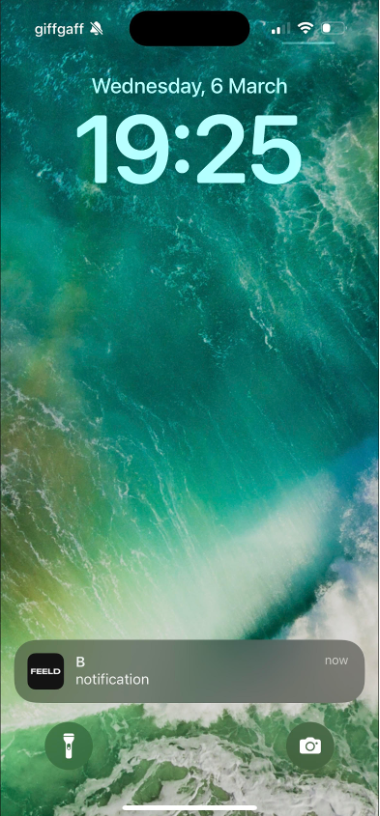 giffgaff
Wednesday, 6 March
19:25
FEELD
B
now
notification